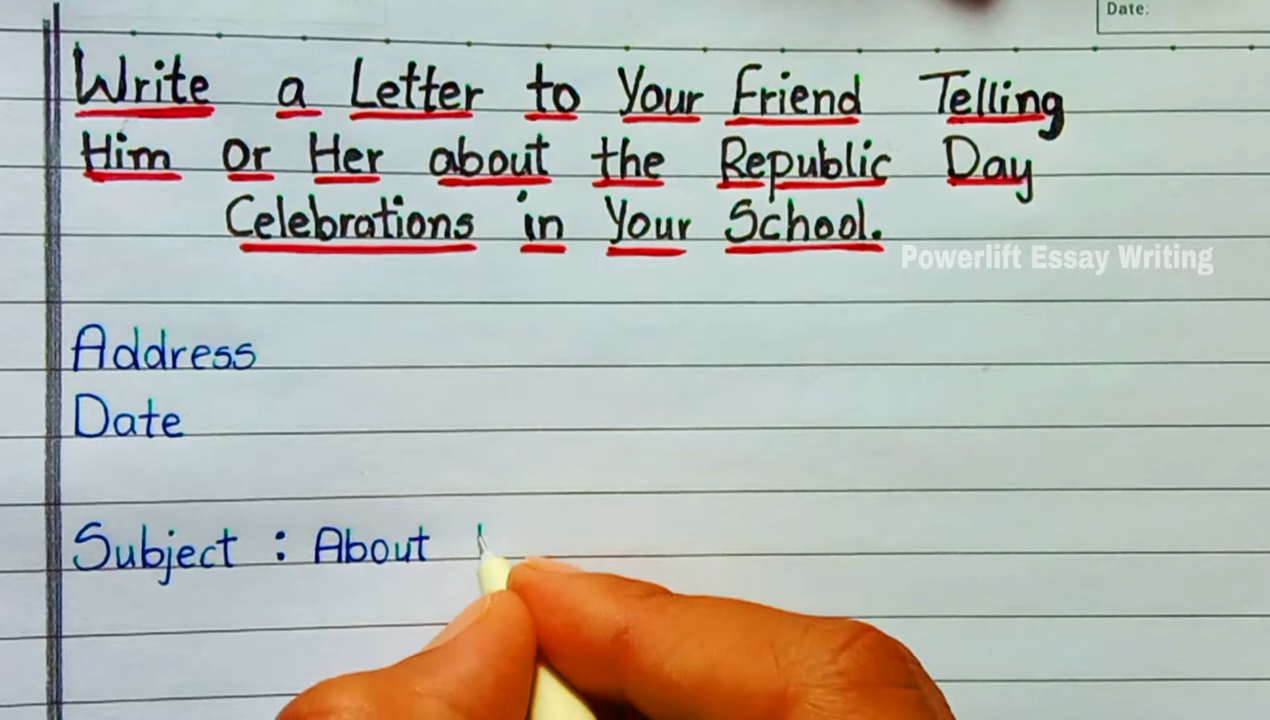 Date:
Write a Letter to Your Friend Telling
Him or Her about the Republic Day
Celebrations in Your School.
Powerlift Essay Writing
Address
Date
Subject : About